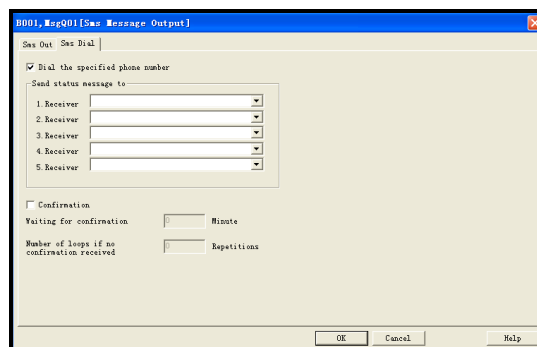 B001,MsgQ01[Sms Message Output]
Sms Out Sms Dial
Dial the specified phone number
Send status message to
1.Receiver
2.Receiver
3.Receiver
4.Receiver
5.Receiver
Confirmation
Waiting for confirmation 0 Minute
Number of loops if no
confirmation received 0 Repetitions
OK Cancel Help